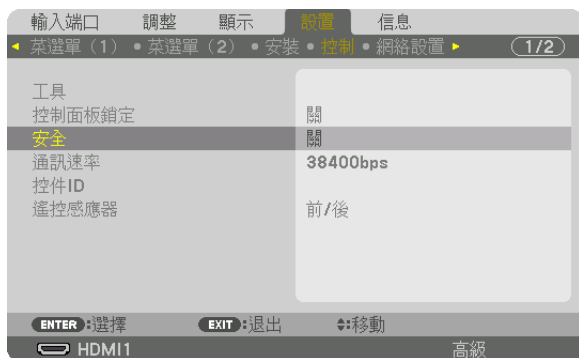 輸入端口 調整 顯示 設置 信息
菜選單（1） ● 菜選單（2） ● 安裝 ● 控制 ● 網絡設置 1/2
工具
控制面板鎖定 關
安全 關
通訊速率 38400bps
控件ID
遙控感應器 前/後
ENTER:選擇 EXIT:退出 :移動
HDMI1 高級